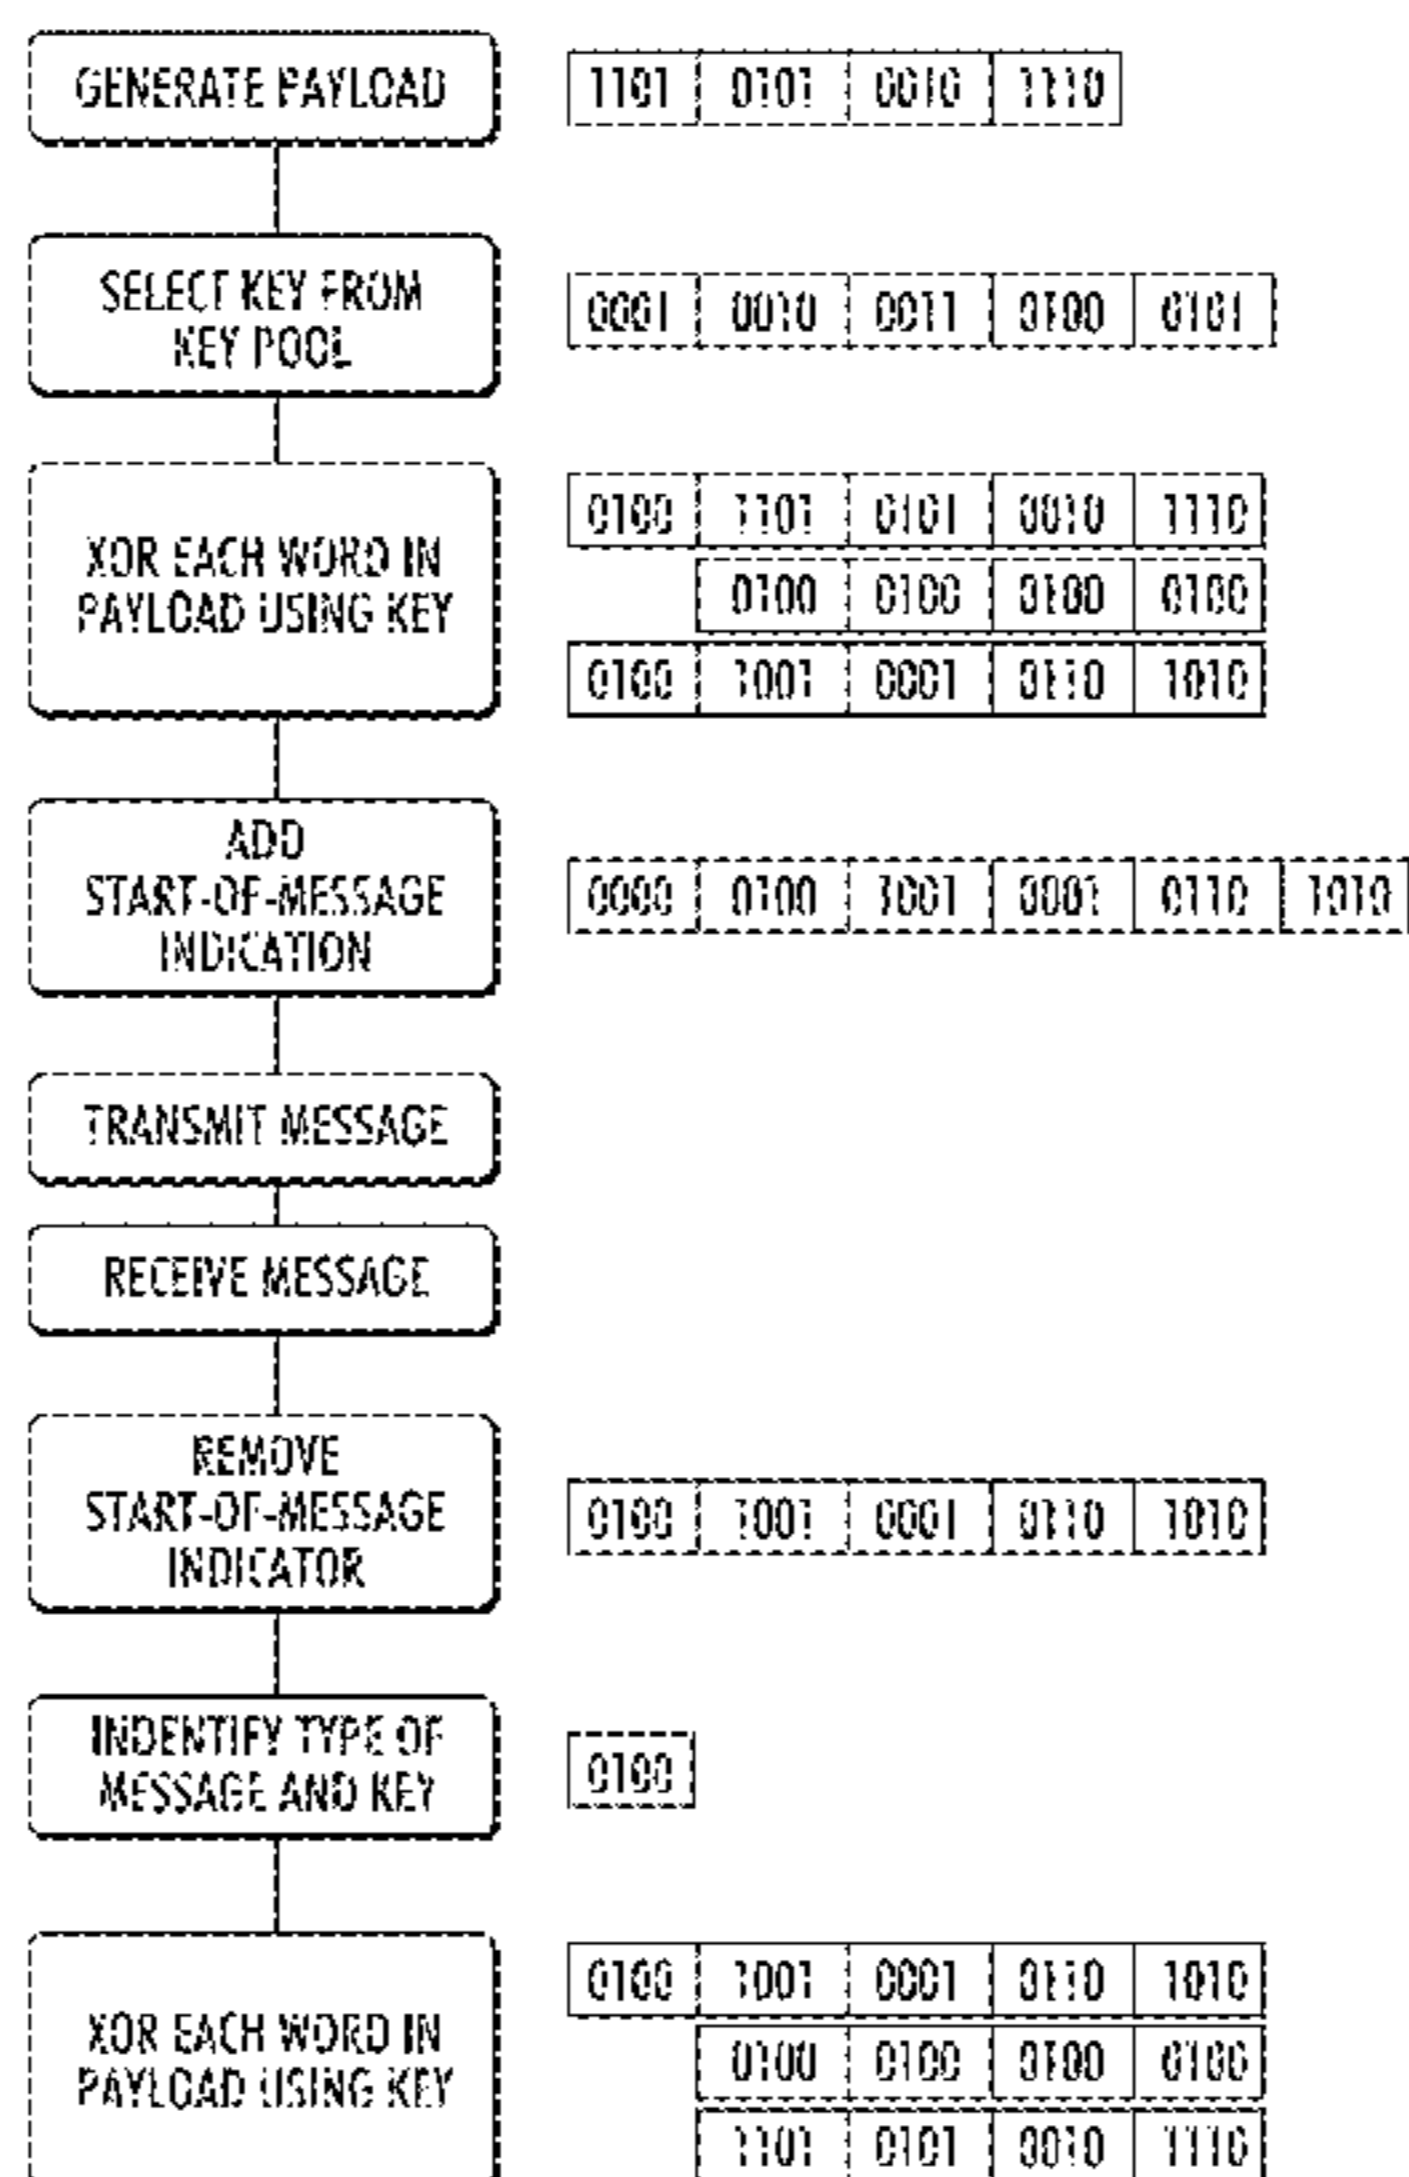 GENERATE PAYLOAD
1101 0101 0010 1110
SELECT KEY FROM
KEY POOL
0001 0010 0011 0100 0101
XOR EACH WORD IN
PAYLOAD USING KEY
0100 1101 0101 0010 1110
0100 0100 0100 0100
0100 1001 0001 0110 1010
ADD
START-OF-MESSAGE
INDICATION
0000 0100 1001 0001 0110 1010
TRANSMIT MESSAGE
RECEIVE MESSAGE
REMOVE
START-OF-MESSAGE
INDICATOR
0100 1001 0001 0110 1010
INDENTIFY TYPE OF
MESSAGE AND KEY
0100
XOR EACH WORD IN
PAYLOAD USING KEY
0100 1001 0001 0110 1010
0100 0100 0100 0100
1101 0101 0010 1110